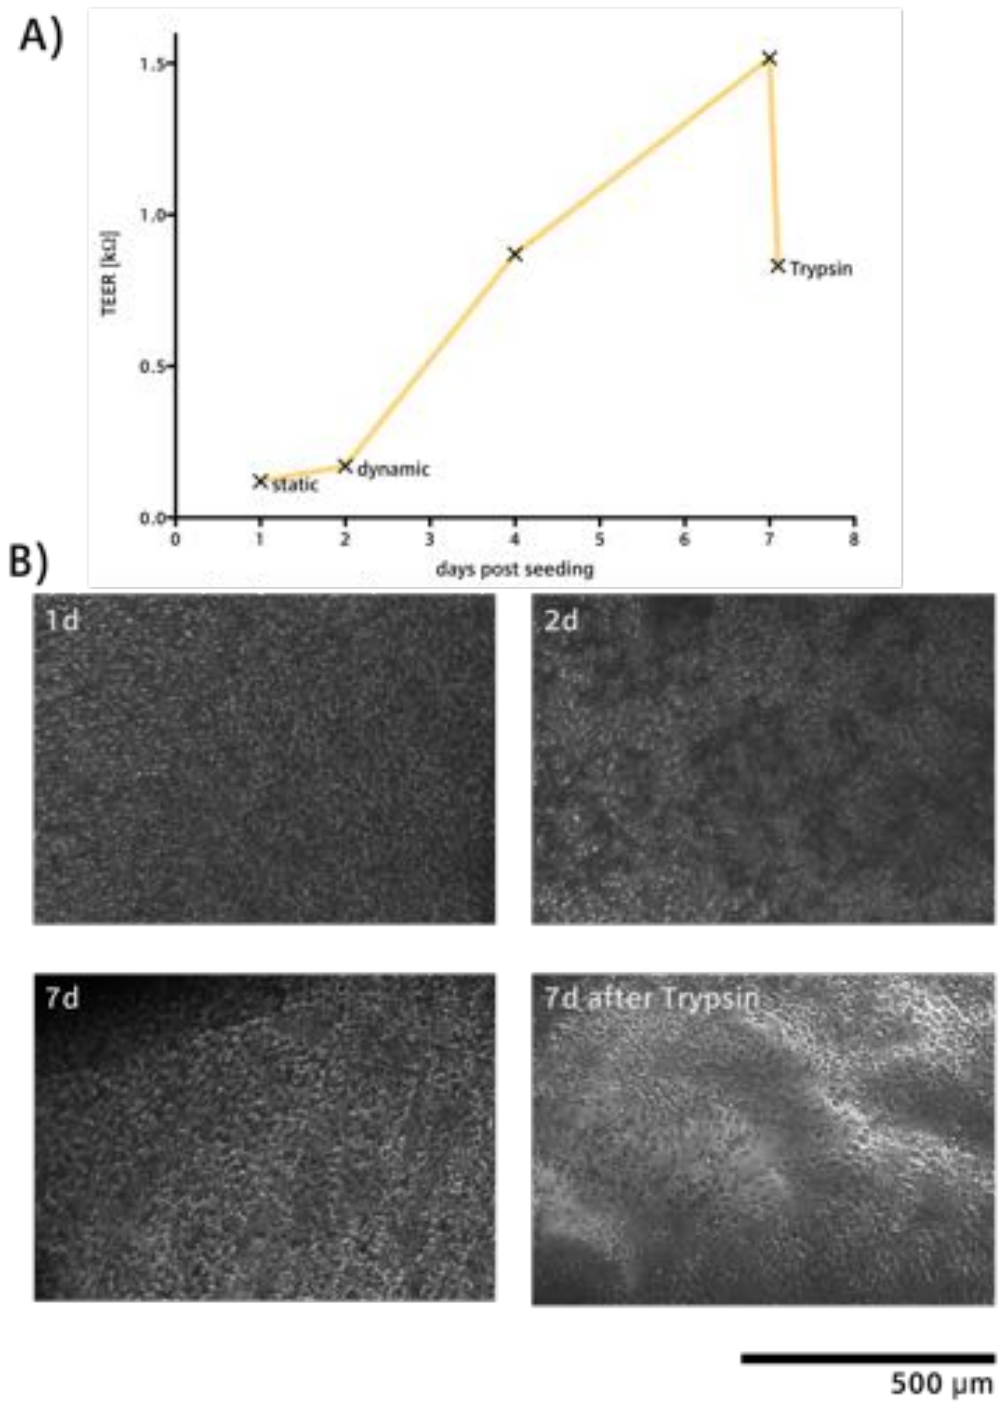 A)
1.5
1.0
TEER [kΩ]
Trypsin
0.5
dynamic
static
0.0
0 1 2 3 4 5 6 7 8
days post seeding
B)
1d
2d
7d
7d after Trypsin
500 μm